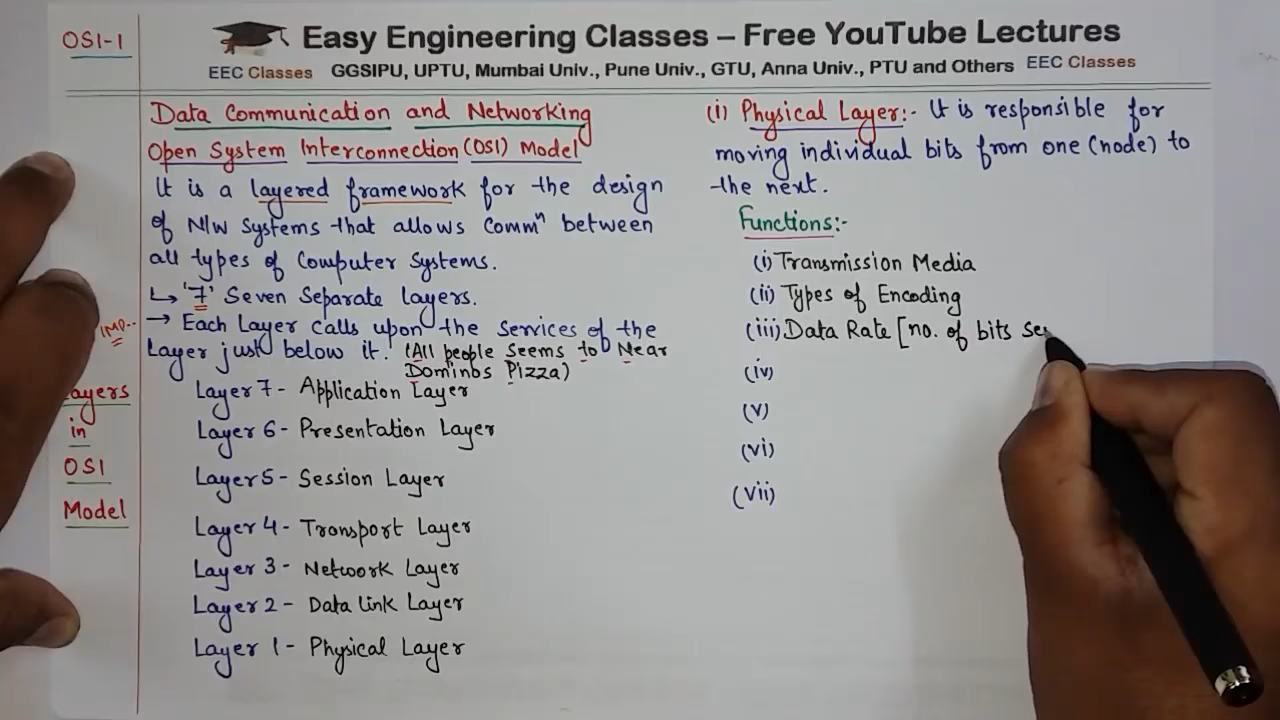 OSI-1
Easy Engineering Classes – Free YouTube Lectures
EEC Classes GGSIPU, UPTU, Mumbai Univ., Pune Univ., GTU, Anna Univ., PTU and Others EEC Classes
Data Communication and Networking
Open System Interconnection (OSI) Model
It is a layered framework for the design
of N/W Systems that allows Commⁿ between
all types of Computer Systems.
↳ '7' Seven Separate layers.
IMP..
→ Each Layer Calls upon the Services of the
Layer just below it. (All people Seems to Near
Dominos Pizza)
Layers
in
OSI
Model
Layer 7 - Application Layer
Layer 6 - Presentation Layer
Layer 5 - Session Layer
Layer 4 - Transport Layer
Layer 3 - Network Layer
Layer 2 - Data Link Layer
Layer 1 - Physical Layer
(i) Physical Layer:- It is responsible for
moving individual bits from one (node) to
the next.
Functions:-
(i) Transmission Media
(ii) Types of Encoding
(iii) Data Rate [no. of bits se
(iv)
(v)
(vi)
(vii)